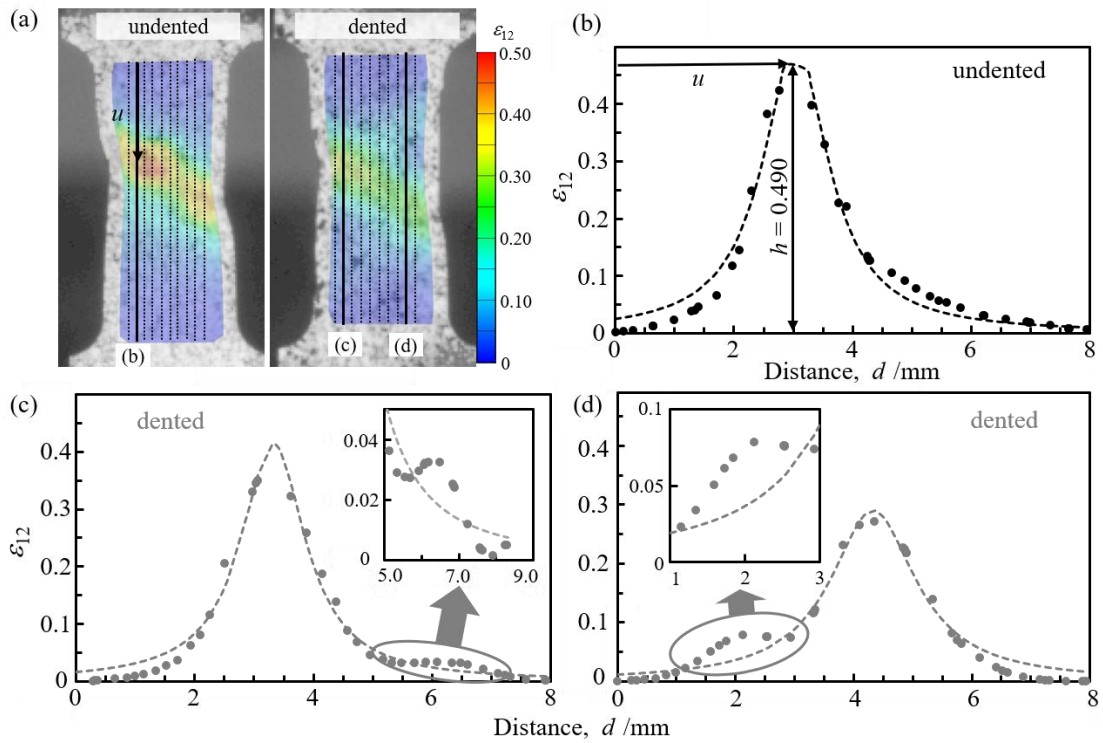 (a)
undented
dented
ε12
0.50
0.40
0.30
0.20
0.10
0
u
(b)
(c)
(d)
(b)
undented
u
h = 0.490
ε12
0.4
0.3
0.2
0.1
0
0
2
4
6
8
Distance, d /mm
(c)
dented
ε12
0.4
0.3
0.2
0.1
0
0
2
4
6
8
0.04
0.02
0
5.0
7.0
9.0
(d)
dented
0.4
0.3
0.2
0.1
0
0
2
4
6
8
0.1
0.05
0
1
2
3
Distance, d /mm